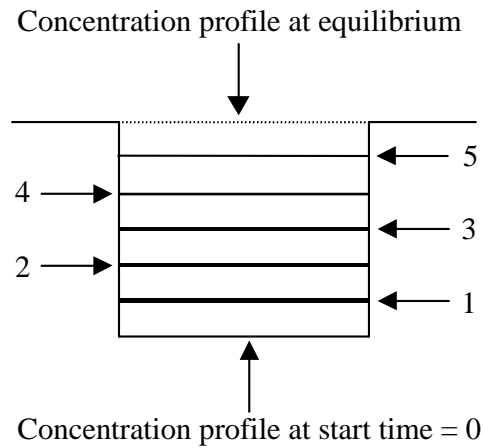 Concentration profile at equilibrium
5
4
3
2
1
Concentration profile at start time = 0